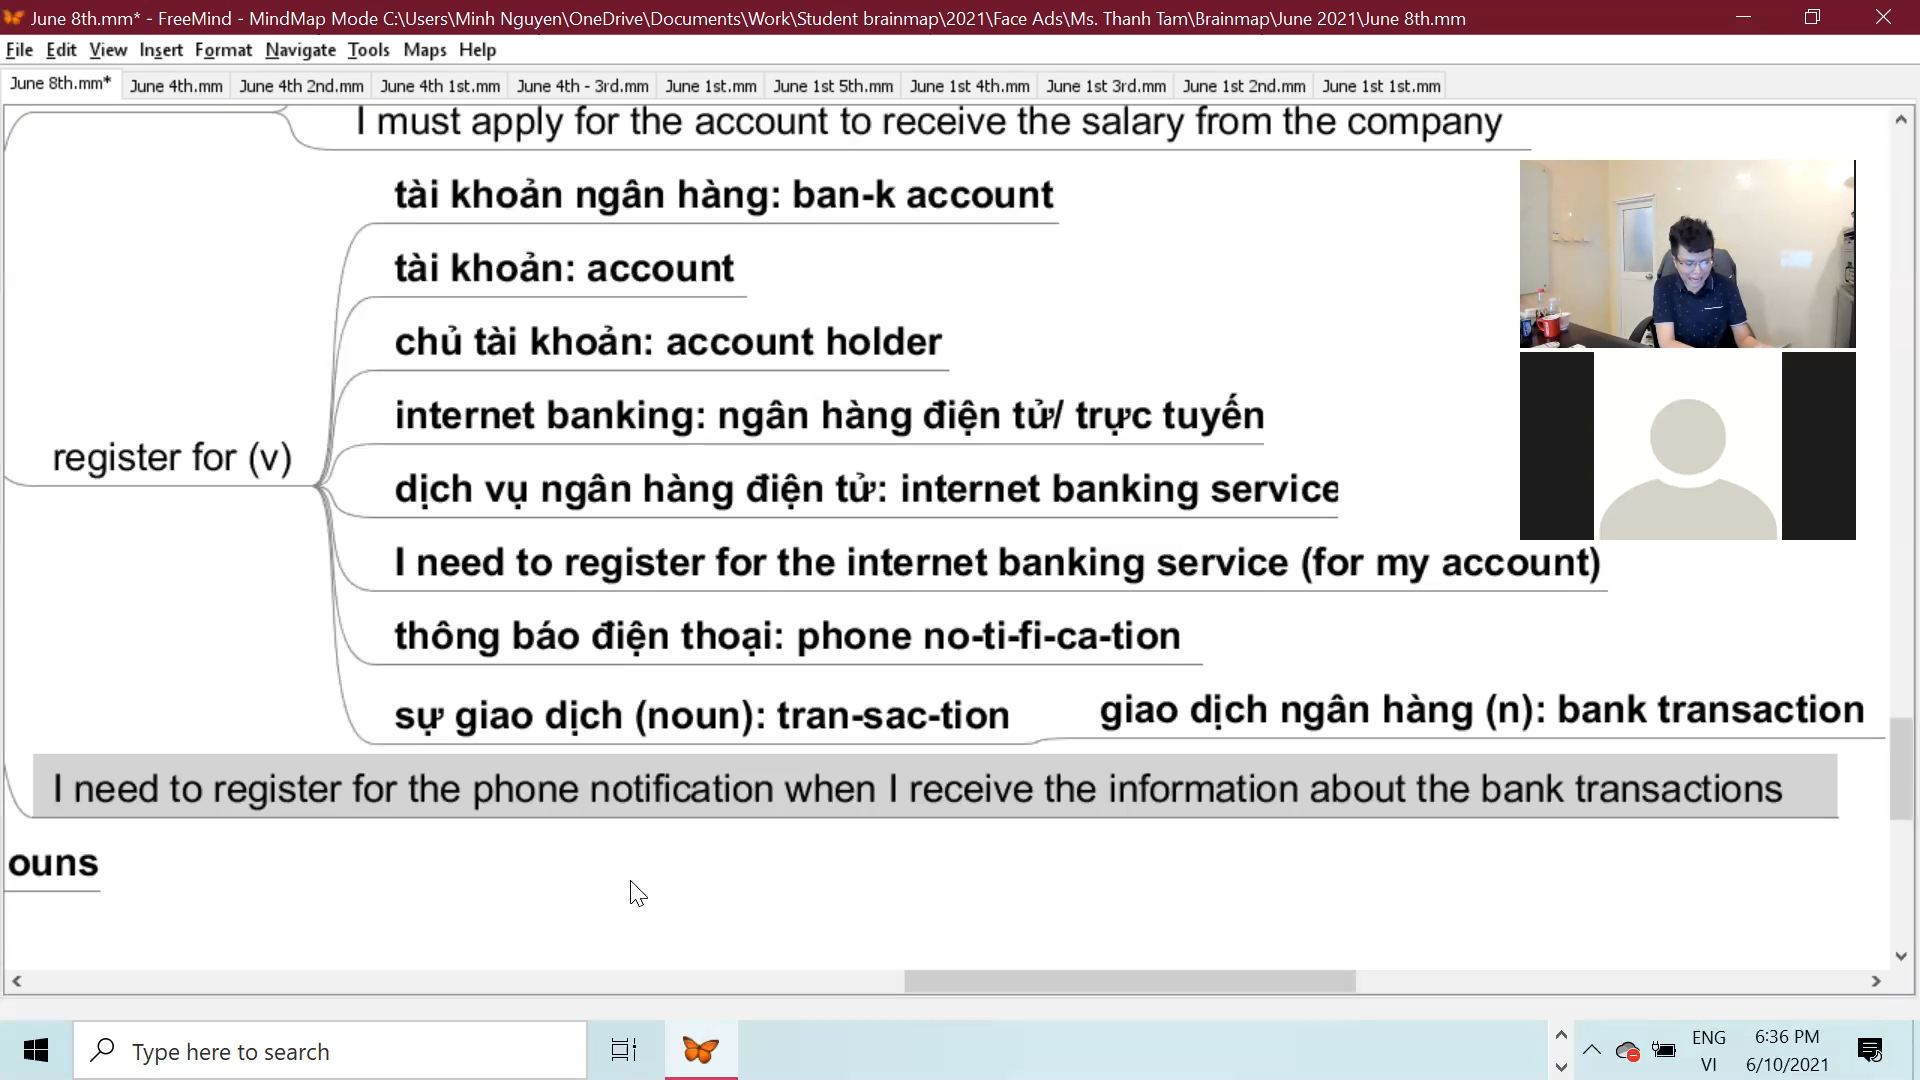 June 8th.mm* - FreeMind - MindMap Mode C:\Users\Minh Nguyen\OneDrive\Documents\Work\Student brainmap\2021\Face Ads\Ms. Thanh Tam\Brainmap\June 2021\June 8th.mm
File Edit View Insert Format Navigate Tools Maps Help
June 8th.mm* June 4th.mm June 4th 2nd.mm June 4th 1st.mm June 4th - 3rd.mm June 1st.mm June 1st 5th.mm June 1st 4th.mm June 1st 3rd.mm June 1st 2nd.mm June 1st 1st.mm
I must apply for the account to receive the salary from the company
tài khoản ngân hàng: ban-k account
tài khoản: account
chủ tài khoản: account holder
internet banking: ngân hàng điện tử/ trực tuyến
register for (v)
dịch vụ ngân hàng điện tử: internet banking service
I need to register for the internet banking service (for my account)
thông báo điện thoại: phone no-ti-fi-ca-tion
sự giao dịch (noun): tran-sac-tion
giao dịch ngân hàng (n): bank transaction
I need to register for the phone notification when I receive the information about the bank transactions
ouns
Type here to search
ENG
VI
6:36 PM
6/10/2021